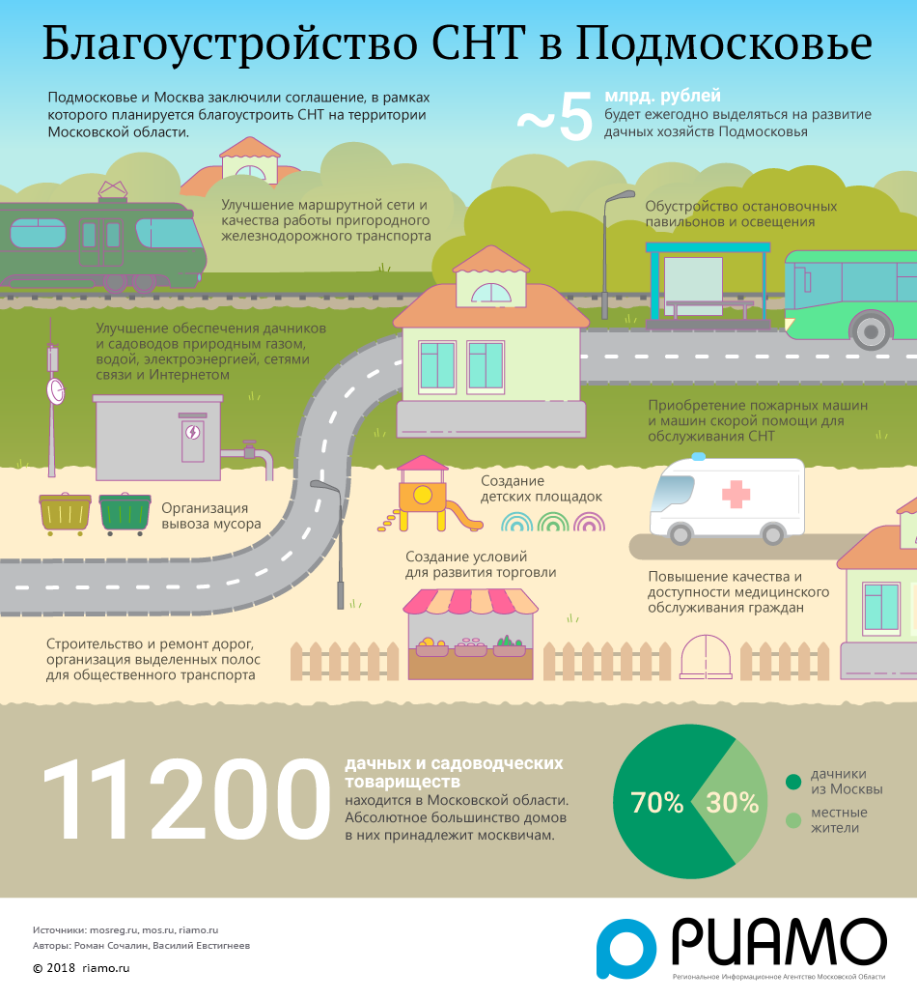 Благоустройство СНТ в Подмосковье
Подмосковье и Москва заключили соглашение, в рамках
которого планируется благоустроить СНТ на территории
Московской области.
~5
млрд. рублей
будет ежегодно выделяться на развитие
дачных хозяйств Подмосковья
Улучшение маршрутной сети и
качества работы пригородного
железнодорожного транспорта
Обустройство остановочных
павильонов и освещения
Улучшение обеспечения дачников
и садоводов природным газом,
водой, электроэнергией, сетями
связи и Интернетом
Приобретение пожарных машин
и машин скорой помощи для
обслуживания СНТ
Организация
вывоза мусора
Создание
детских площадок
Создание условий
для развития торговли
Повышение качества и
доступности медицинского
обслуживания граждан
Строительство и ремонт дорог,
организация выделенных полос
для общественного транспорта
11200
дачных и садоводческих
товариществ
находится в Московской области.
Абсолютное большинство домов
в них принадлежит москвичам.
70%
30%
дачники
из Москвы
местные
жители
Источники: mosreg.ru, mos.ru, riamo.ru
Авторы: Роман Сочалин, Василий Евстигнеев
© 2018 riamo.ru
РИАМО
Региональное Информационное Агентство Московской Области